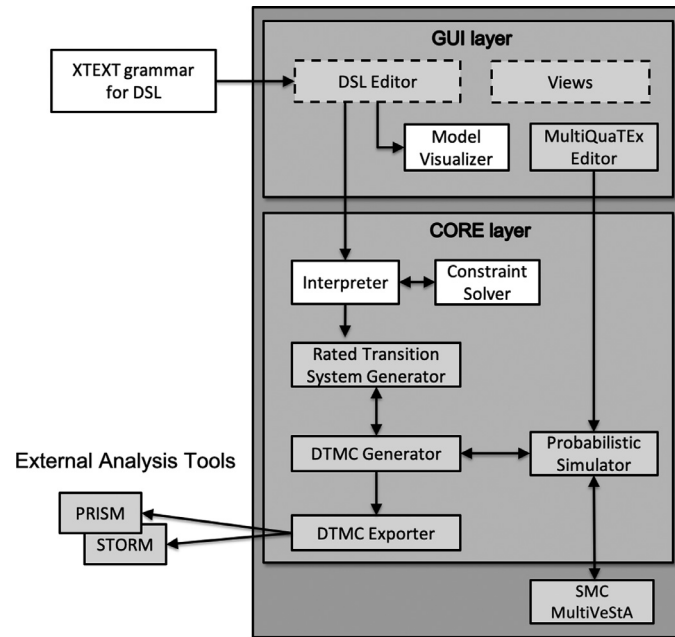 GUI layer
XTEXT grammar
for DSL
DSL Editor
Views
Model
Visualizer
MultiQuaTEx
Editor
CORE layer
Interpreter
Constraint
Solver
Rated Transition
System Generator
DTMC Generator
Probabilistic
Simulator
External Analysis Tools
PRISM
STORM
DTMC Exporter
SMC
MultiVeStA